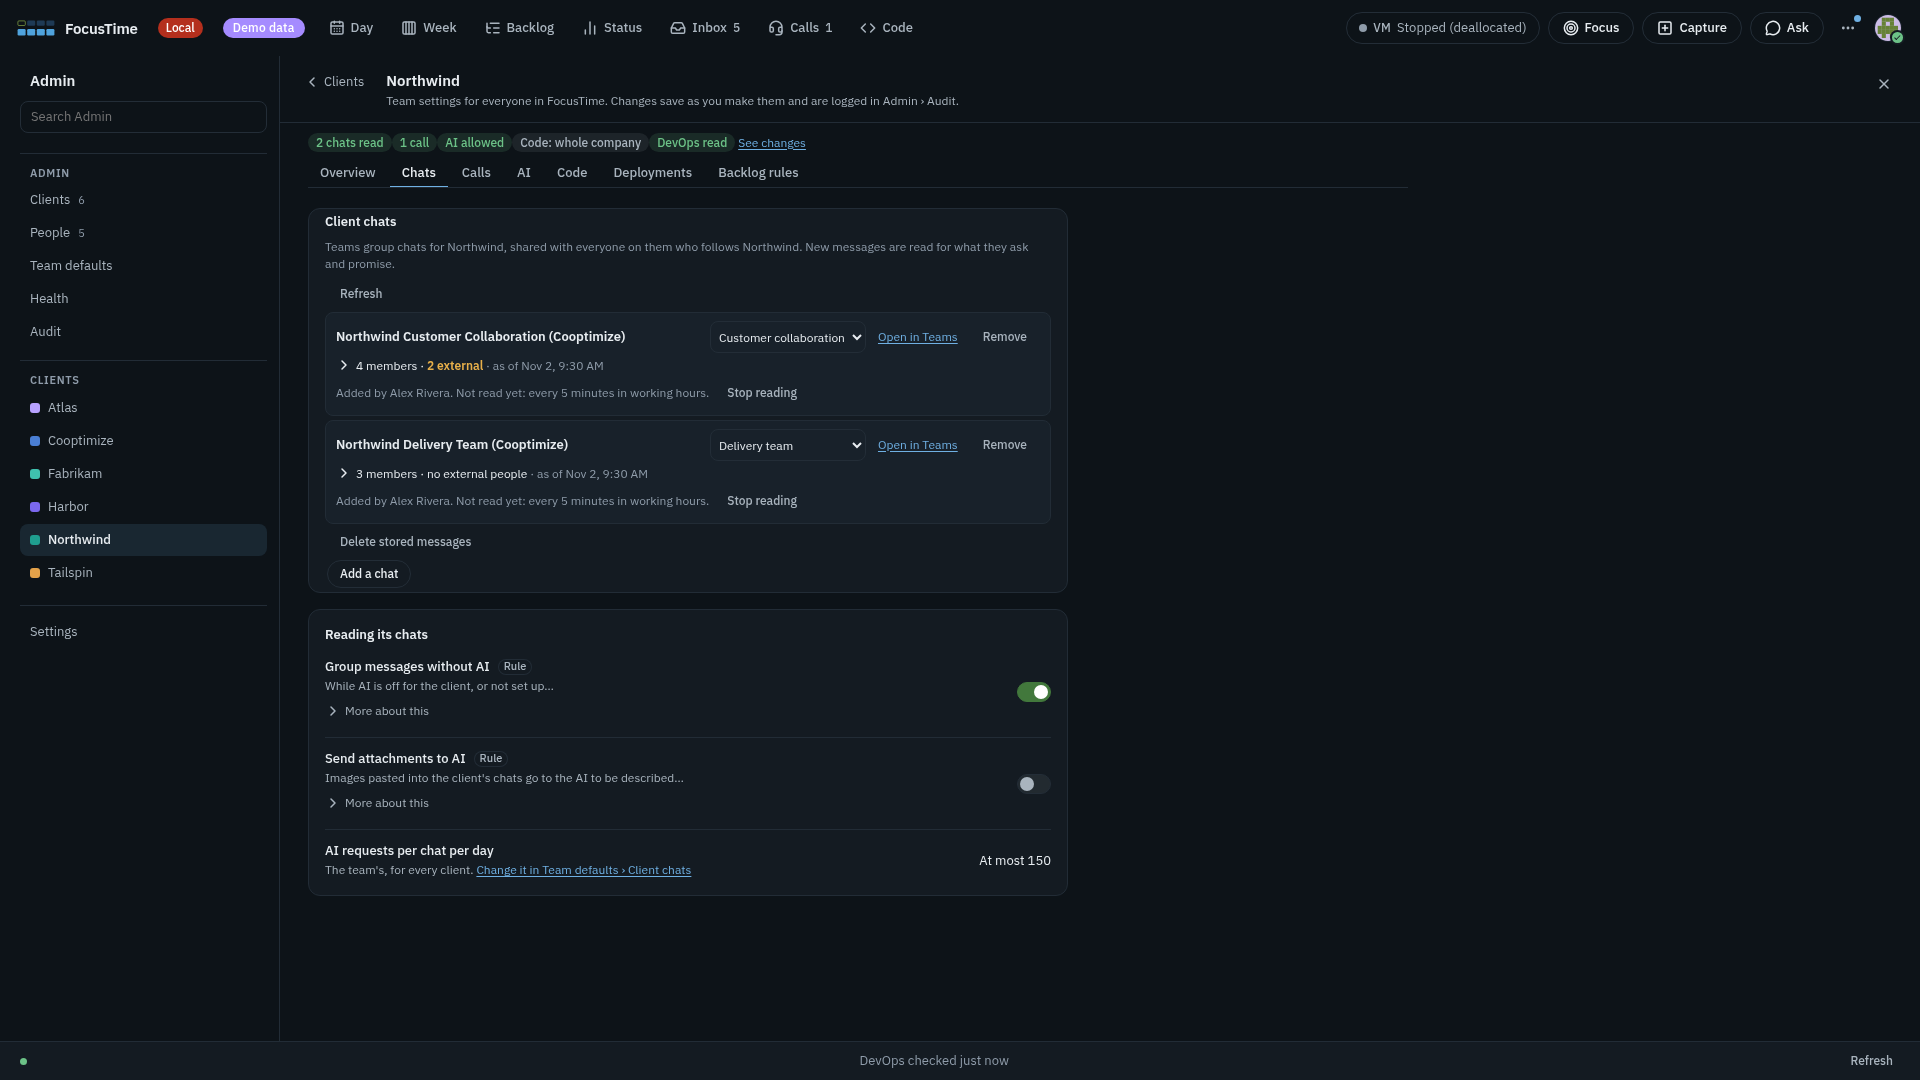 FocusTime
Local
Demo data
Day
Week
Backlog
Status
Inbox 5
Calls 1
Code
VM Stopped (deallocated)
Focus
Capture
Ask
Admin
Search Admin
ADMIN
Clients 6
People 5
Team defaults
Health
Audit
CLIENTS
Atlas
Cooptimize
Fabrikam
Harbor
Northwind
Tailspin
Settings
Clients
Northwind
Team settings for everyone in FocusTime. Changes save as you make them and are logged in Admin › Audit.
2 chats read 1 call AI allowed Code: whole company DevOps read See changes
Overview Chats Calls AI Code Deployments Backlog rules
Client chats
Teams group chats for Northwind, shared with everyone on them who follows Northwind. New messages are read for what they ask
and promise.
Refresh
Northwind Customer Collaboration (Cooptimize) Customer collaboration Open in Teams Remove
4 members · 2 external · as of Nov 2, 9:30 AM
Added by Alex Rivera. Not read yet: every 5 minutes in working hours. Stop reading
Northwind Delivery Team (Cooptimize) Delivery team Open in Teams Remove
3 members · no external people · as of Nov 2, 9:30 AM
Added by Alex Rivera. Not read yet: every 5 minutes in working hours. Stop reading
Delete stored messages
Add a chat
Reading its chats
Group messages without AI Rule
While AI is off for the client, or not set up…
More about this
Send attachments to AI Rule
Images pasted into the client's chats go to the AI to be described…
More about this
AI requests per chat per day
The team's, for every client. Change it in Team defaults › Client chats
At most 150
DevOps checked just now
Refresh